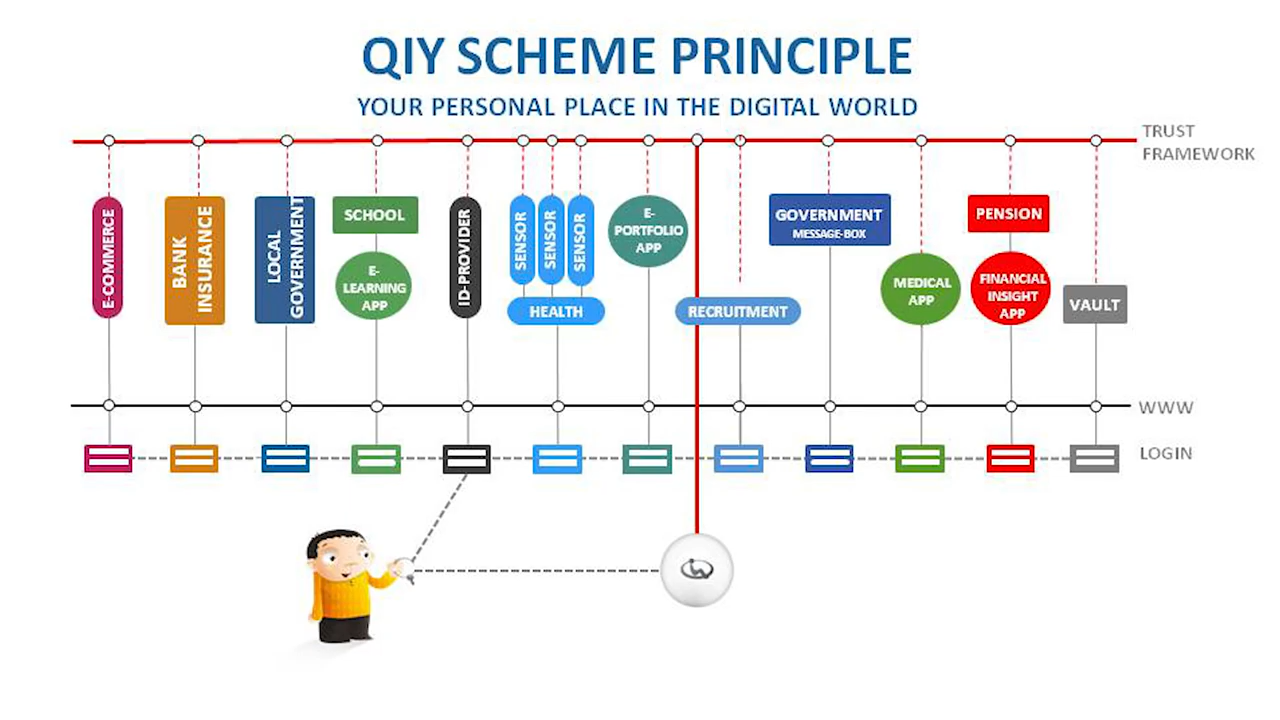 QIY SCHEME PRINCIPLE
YOUR PERSONAL PLACE IN THE DIGITAL WORLD
TRUST
FRAMEWORK
E-COMMERCE
BANK
INSURANCE
LOCAL
GOVERNMENT
SCHOOL
E-
LEARNING
APP
ID-PROVIDER
SENSOR
SENSOR
SENSOR
HEALTH
E-
PORTFOLIO
APP
RECRUITMENT
GOVERNMENT
MESSAGE-BOX
MEDICAL
APP
PENSION
FINANCIAL
INSIGHT
APP
VAULT
WWW
LOGIN